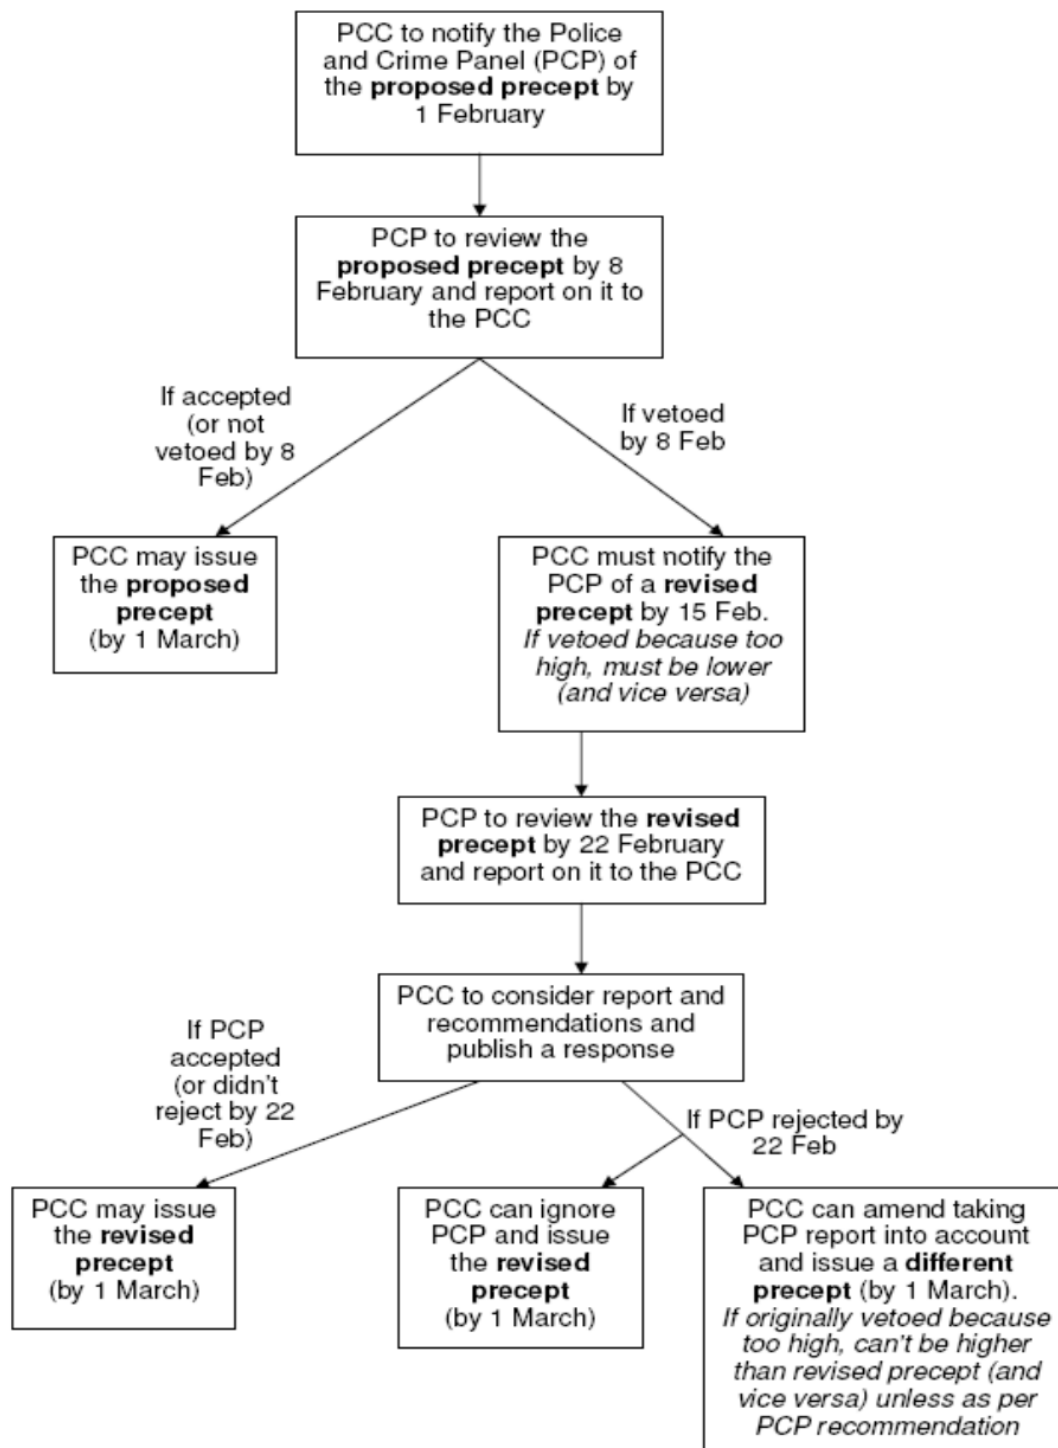 PCC to notify the Police
and Crime Panel (PCP) of
the proposed precept by
1 February
PCP to review the
proposed precept by 8
February and report on it to
the PCC
If accepted
(or not
vetoed by 8
Feb)
If vetoed
by 8 Feb
PCC may issue
the proposed
precept
(by 1 March)
PCC must notify the
PCP of a revised
precept by 15 Feb.
If vetoed because too
high, must be lower
(and vice versa)
PCP to review the revised
precept by 22 February
and report on it to the PCC
PCC to consider report and
recommendations and
publish a response
If PCP
accepted
(or didn't
reject by 22
Feb)
If PCP rejected by
22 Feb
PCC may issue
the revised
precept
(by 1 March)
PCC can ignore
PCP and issue
the revised
precept
(by 1 March)
PCC can amend taking
PCP report into account
and issue a different
precept (by 1 March).
If originally vetoed because
too high, can't be higher
than revised precept (and
vice versa) unless as per
PCP recommendation